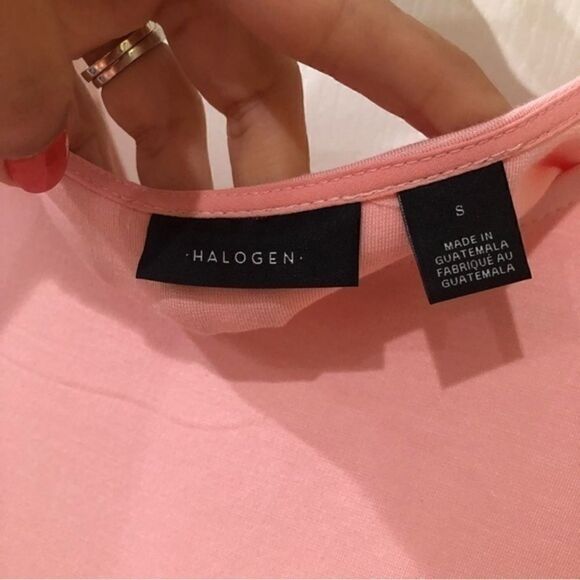 ·HALOGEN·
S
MADE IN
GUATEMALA
FABRIQUÉ AU
GUATEMALA